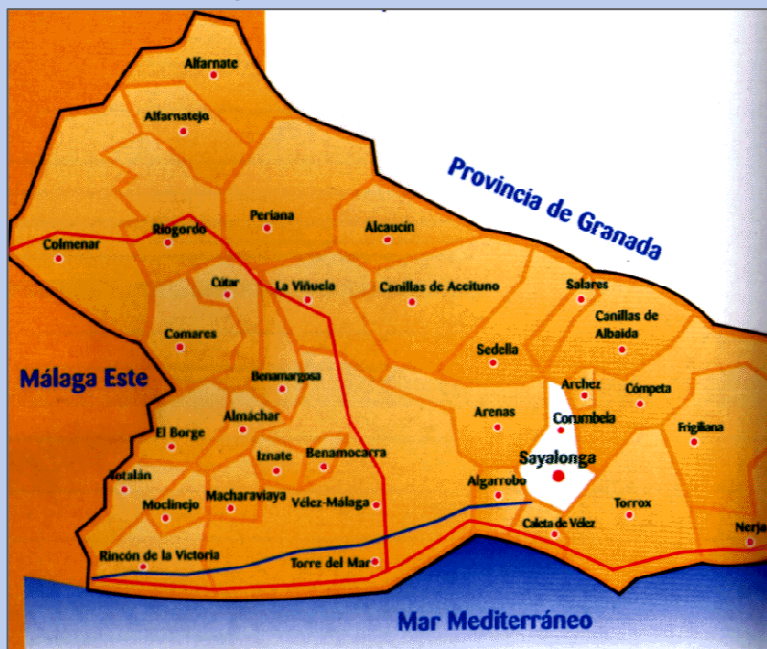 Alfarnate
Alfarnatejo
Provincia de Granada
Periana
Riogordo
Alcaucín
Colmenar
Cútar
La Viñuela
Canillas de Accituno
Salares
Canillas de
Albaida
Comares
Sedella
Málaga Este
Benamargosa
Archez
Cómpeta
Almáchar
Arenas
Corumbela
El Borge
Frigiliana
Iznate
Benamocarra
Sayalonga
Totalán
Macharaviaya
Algarrobo
Moclinejo
Vélez-Málaga
Torrox
Caleta de Vélez
Nerja
Rincón de la Victoria
Torre del Mar
Mar Mediterráneo